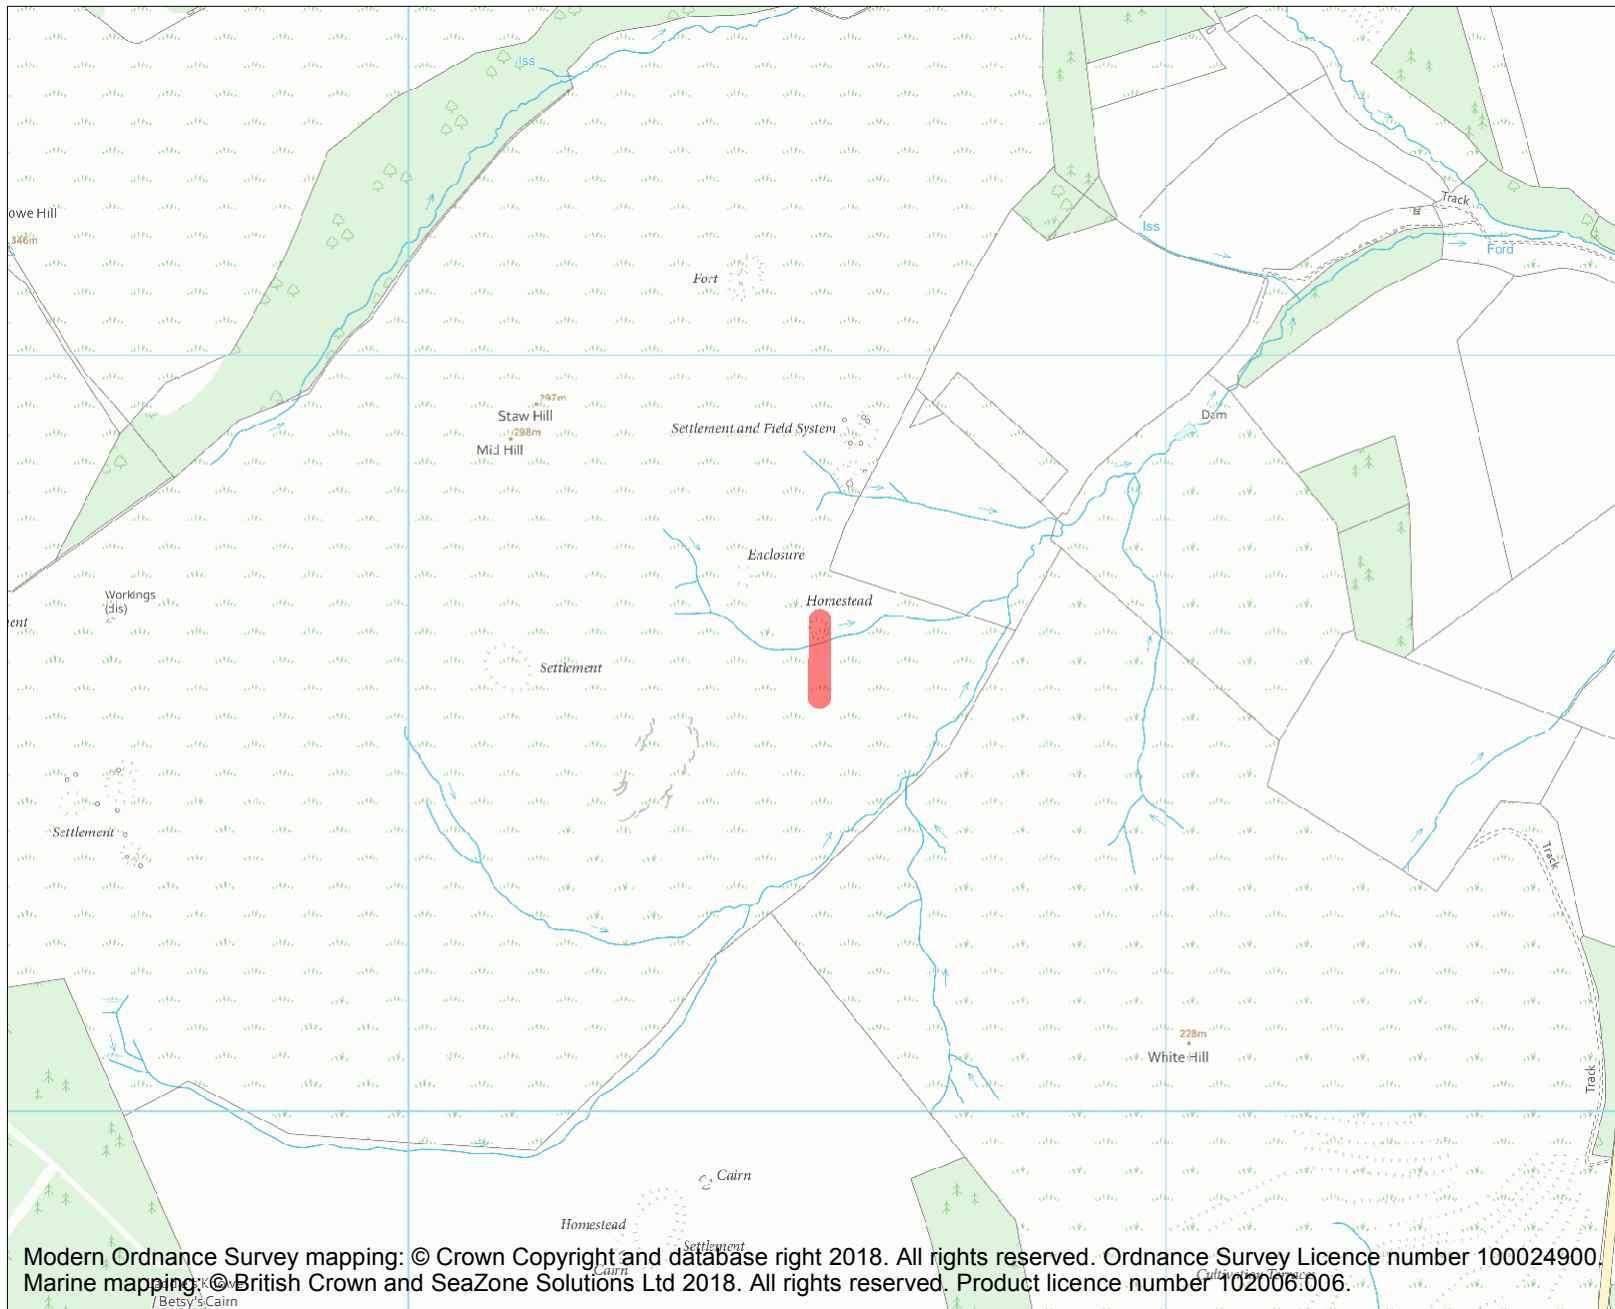 Iss
owe Hill
346m
Track
Iss
Ford
Fort
297m
Staw Hill
298m
Mid Hill
Settlement and Field System
Dam
Enclosure
Workings
(dis)
Homestead
ent
Settlement
Settlement
Track
228m
White Hill
Track
Cairn
Homestead
Settlement
Cairn
Modern Ordnance Survey mapping: © Crown Copyright and database right 2018. All rights reserved. Ordnance Survey Licence number 100024900.
Marine mapping: © British Crown and SeaZone Solutions Ltd 2018. All rights reserved. Product licence number 102006.006.
Cultivation Terraces
/ Betsy's Cairn